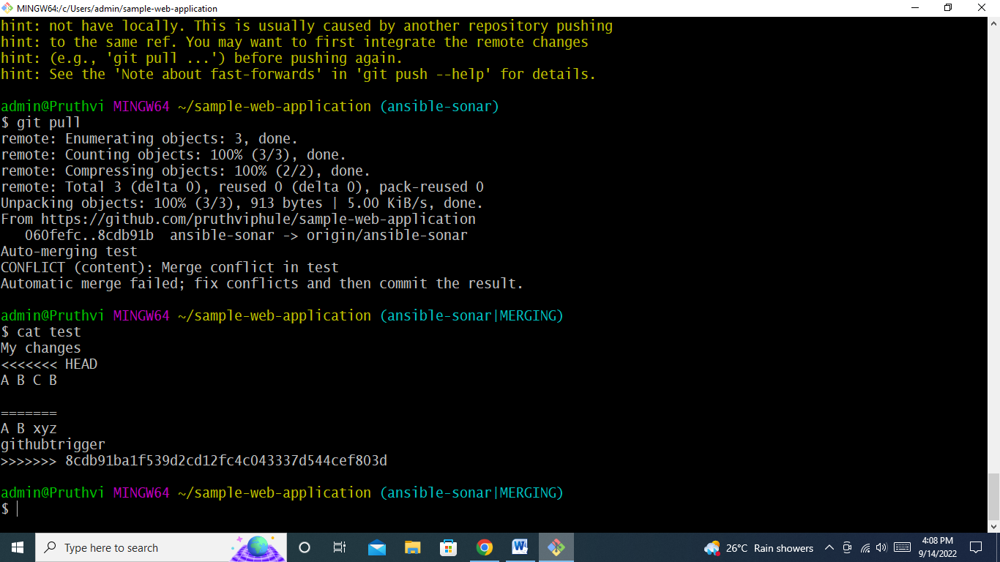 MINGW64:/c/Users/admin/sample-web-application
hint: not have locally. This is usually caused by another repository pushing
hint: to the same ref. You may want to first integrate the remote changes
hint: (e.g., 'git pull ...') before pushing again.
hint: See the 'Note about fast-forwards' in 'git push --help' for details.
admin@Pruthvi MINGW64 ~/sample-web-application (ansible-sonar)
$ git pull
remote: Enumerating objects: 3, done.
remote: Counting objects: 100% (3/3), done.
remote: Compressing objects: 100% (2/2), done.
remote: Total 3 (delta 0), reused 0 (delta 0), pack-reused 0
Unpacking objects: 100% (3/3), 913 bytes | 5.00 KiB/s, done.
From https://github.com/pruthviphule/sample-web-application
   060fefc..8cdb91b  ansible-sonar -> origin/ansible-sonar
Auto-merging test
CONFLICT (content): Merge conflict in test
Automatic merge failed; fix conflicts and then commit the result.
admin@Pruthvi MINGW64 ~/sample-web-application (ansible-sonar|MERGING)
$ cat test
My changes
<<<<<<< HEAD
A B C B
=======
A B xyz
githubtrigger
>>>>>>> 8cdb91ba1f539d2cd12fc4c043337d544cef803d
admin@Pruthvi MINGW64 ~/sample-web-application (ansible-sonar|MERGING)
$
Type here to search
26°C Rain showers
4:08 PM
9/14/2022